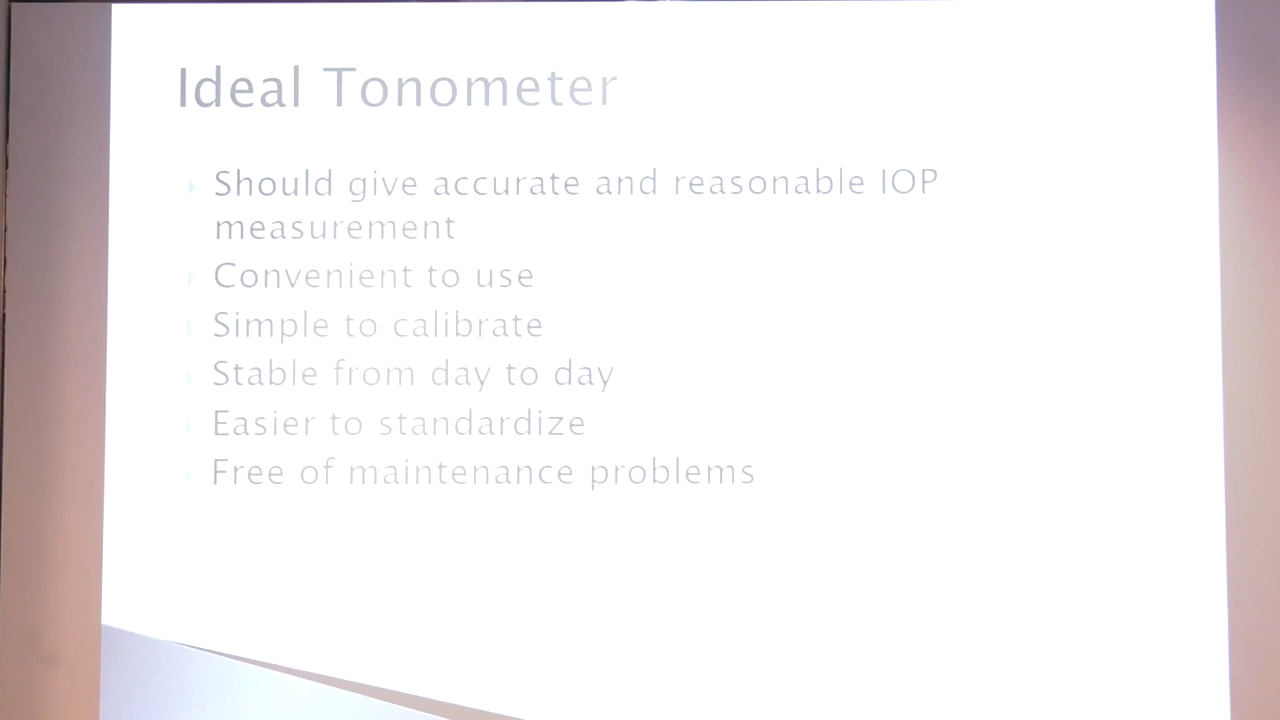 Ideal Tonometer
Should give accurate and reasonable IOP
measurement
Convenient to use
Simple to calibrate
Stable from day to day
Easier to standardize
Free of maintenance problems